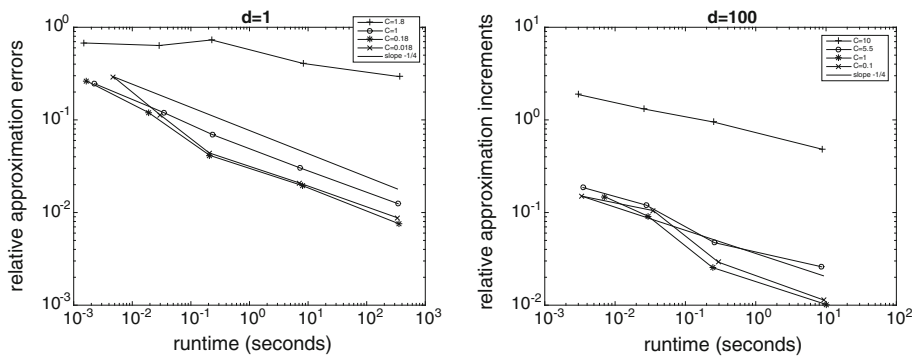 d=1
relative approximation errors
10^0
10^-1
10^-2
10^-3
10^-3 10^-2 10^-1 10^0 10^1 10^2 10^3
runtime (seconds)
C=1.8
C=1
C=0.18
C=0.018
slope -1/4
d=100
relative approximation increments
10^1
10^0
10^-1
10^-2
10^-3 10^-2 10^-1 10^0 10^1 10^2
runtime (seconds)
C=10
C=5.5
C=1
C=0.1
slope -1/4